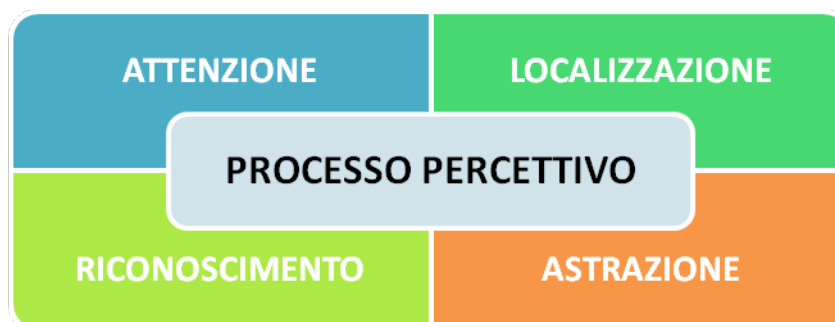 ATTENZIONE
LOCALIZZAZIONE
PROCESSO PERCETTIVO
RICONOSCIMENTO
ASTRAZIONE